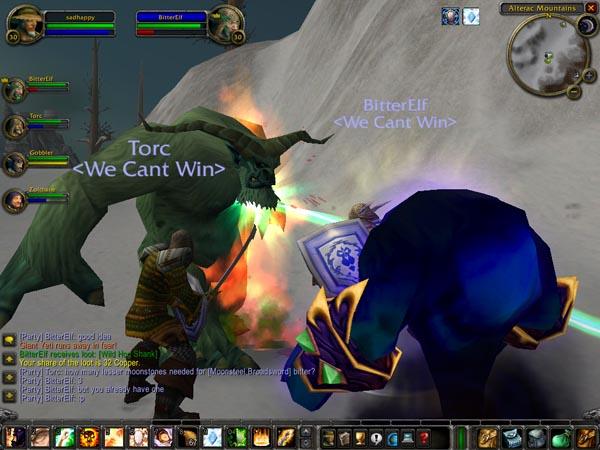 sadhappy
BitterElf
Alterac Mountains
N
30
30
BitterElf
Torc
Gobbler
BitterElf
<We Cant Win>
Torc
<We Cant Win>
[Party] BitterElf: good idea
Giant Yeti runs away in fear!
BitterElf receives loot: [Wild Hog Shank]
Your share of the loot is 32 Copper.
[Party] Torc: how many lesser moonstones needed for [Moonsteel Broadsword] bitter?
[Party] BitterElf: 3
[Party] BitterElf: but you already have one
[Party] BitterElf: :p